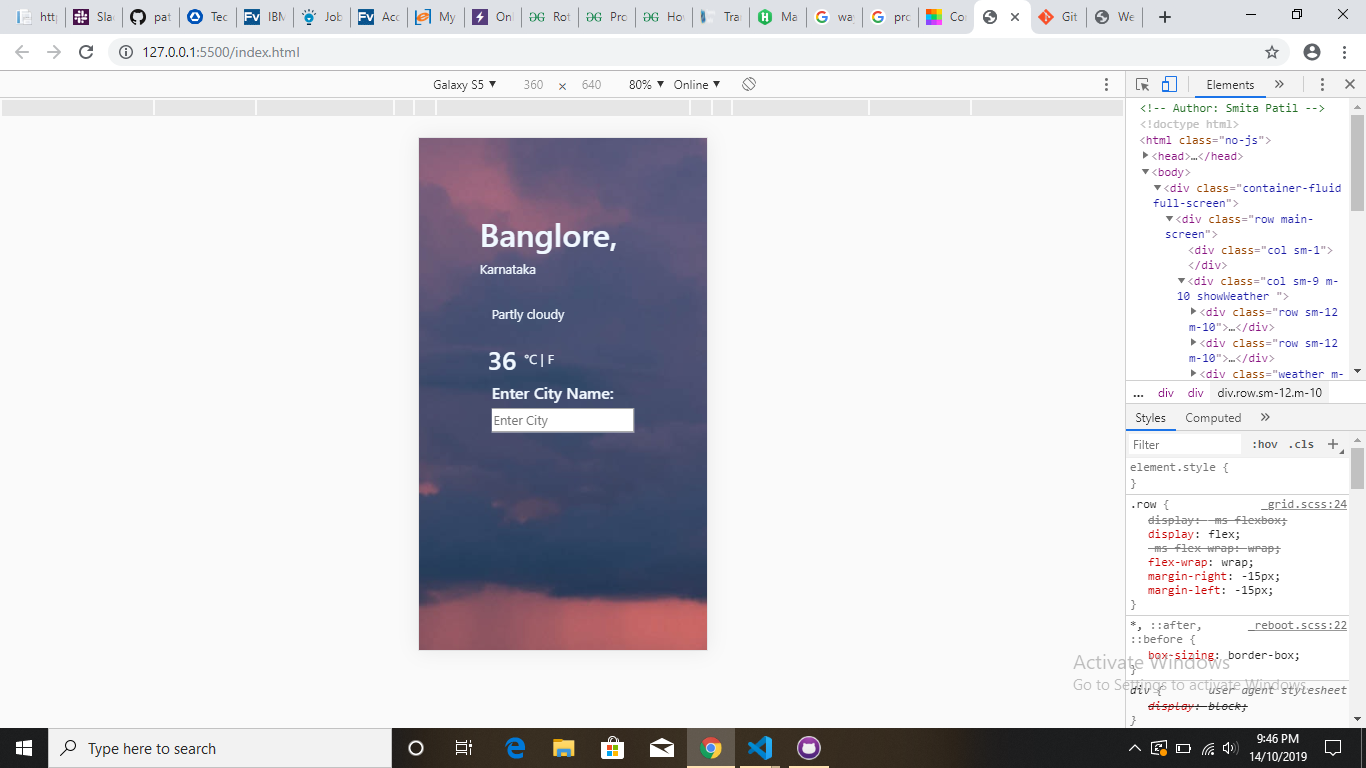 http
Slac
pat
Tec
IBM
Job
Acc
My
Onl
Rot
Pro
Hov
Tra
Ma
way
pro
Co
Git
We
127.0.0.1:5500/index.html
Galaxy S5 ▼ 360 × 640 80% ▼ Online ▼
Elements »
<!-- Author: Smita Patil -->
<!doctype html>
<html class="no-js">
<head>…</head>
<body>
<div class="container-fluid
full-screen">
<div class="row main-
screen">
<div class="col sm-1">
</div>
<div class="col sm-9 m-
10 showWeather ">
<div class="row sm-12
m-10">…</div>
<div class="row sm-12
m-10">…</div>
<div class="weather m-
... div div div.row.sm-12.m-10
Styles Computed »
Filter :hov .cls +
element.style {
}
.row { _grid.scss:24
display: -ms-flexbox;
display: flex;
-ms-flex-wrap: wrap;
flex-wrap: wrap;
margin-right: -15px;
margin-left: -15px;
}
*, ::after, _reboot.scss:22
::before {
box-sizing: border-box;
}
div { user agent stylesheet
display: block;
}
Banglore,
Karnataka
Partly cloudy
36 °C | F
Enter City Name:
Enter City
Activate Windows
Go to Settings to activate Windows.
Type here to search
9:46 PM
14/10/2019